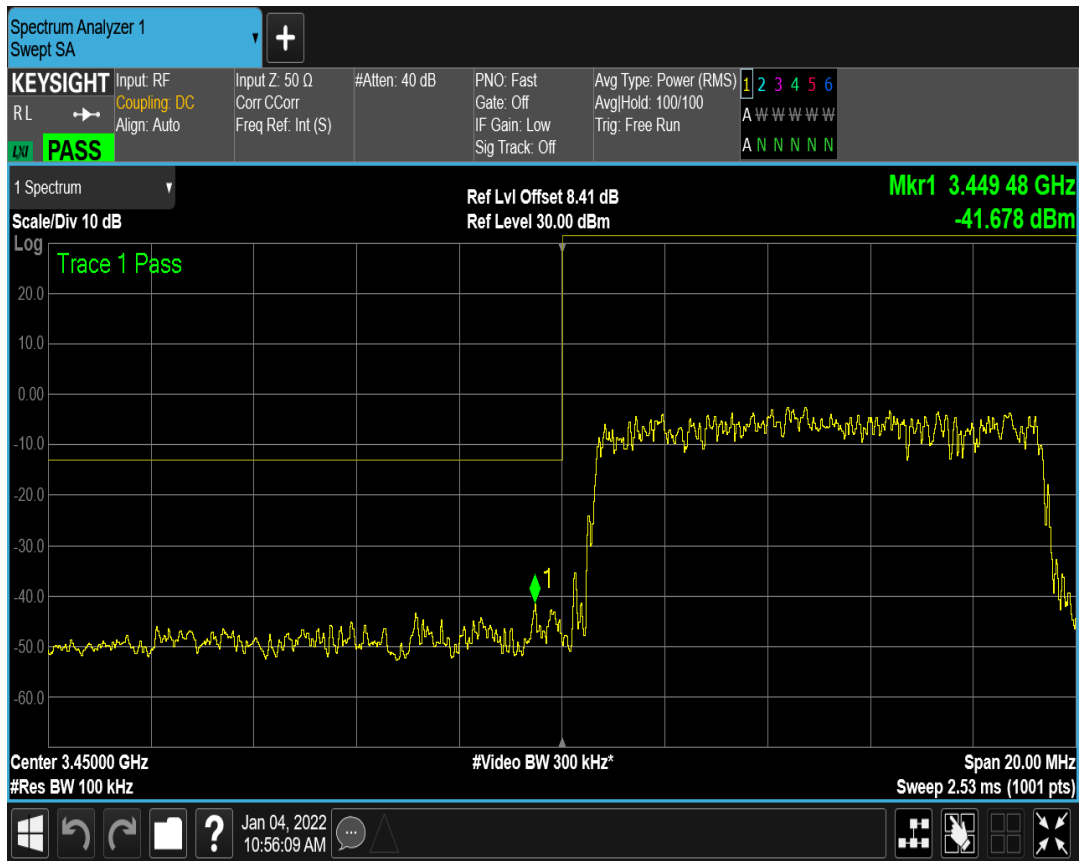 Spectrum Analyzer 1
Swept SA
KEYSIGHT
RL
LXI PASS
Input: RF
Coupling: DC
Align: Auto
Input Z: 50 Ω
Corr CCorr
Freq Ref: Int (S)
#Atten: 40 dB
PNO: Fast
Gate: Off
IF Gain: Low
Sig Track: Off
Avg Type: Power (RMS)
Avg|Hold: 100/100
Trig: Free Run
1 2 3 4 5 6
A W W W W W
A N N N N N
1 Spectrum
Scale/Div 10 dB
Ref Lvl Offset 8.41 dB
Ref Level 30.00 dBm
Mkr1 3.449 48 GHz
-41.678 dBm
Log
Trace 1 Pass
20.0
10.0
0.00
-10.0
-20.0
-30.0
-40.0
-50.0
-60.0
1
Center 3.45000 GHz
#Res BW 100 kHz
#Video BW 300 kHz*
Span 20.00 MHz
Sweep 2.53 ms (1001 pts)
?
Jan 04, 2022
10:56:09 AM